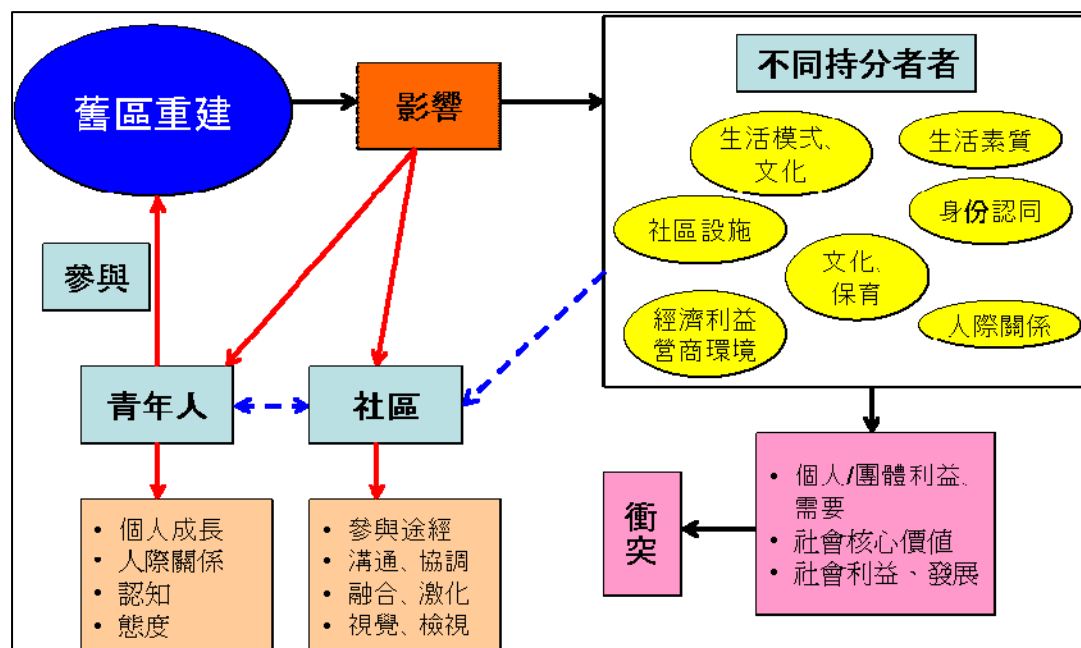 舊區重建
影響
不同持分者者
生活模式、
文化
生活素質
社區設施
身份認同
文化、
保育
經濟利益
營商環境
人際關係
參與
青年人
社區
• 個人成長
• 人際關係
• 認知
• 態度
• 參與途經
• 溝通、協調
• 融合、激化
• 視覺、檢視
衝
突
• 個人/團體利益、
需要
• 社會核心價值
• 社會利益、發展